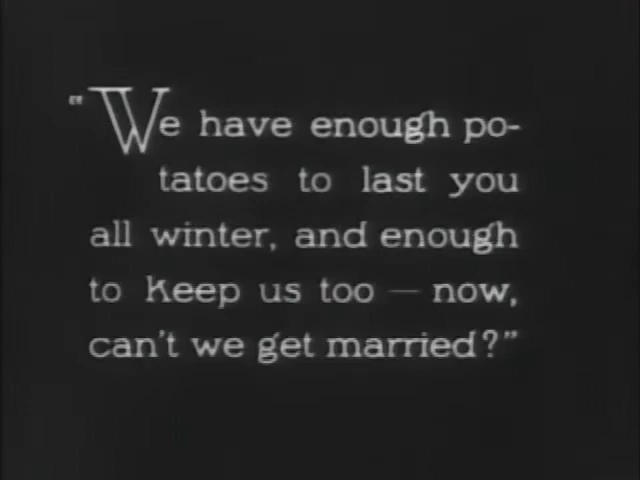 "We have enough po-
tatoes to last you
all winter, and enough
to keep us too — now,
can't we get married?"